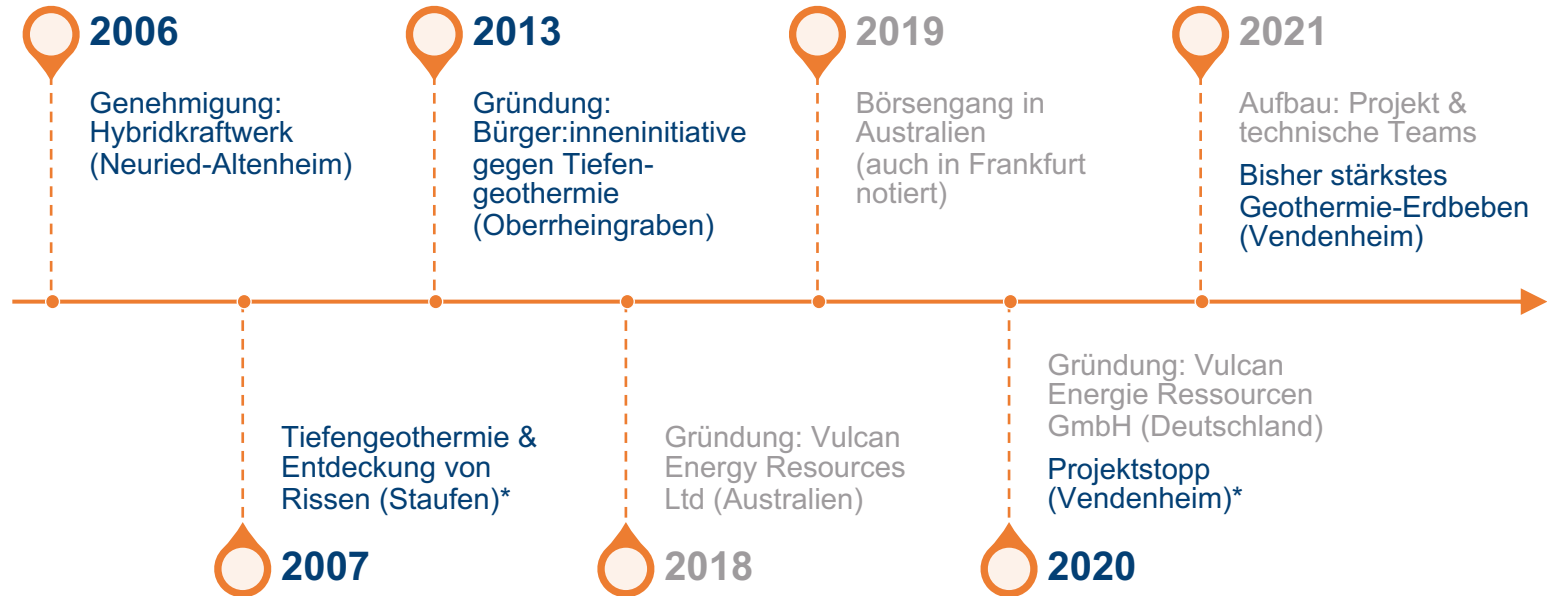 2006
Genehmigung:
Hybridkraftwerk
(Neuried-Altenheim)
2013
Gründung:
Bürger:inneninitiative
gegen Tiefen-
geothermie
(Oberrheingraben)
2019
Börsengang in
Australien
(auch in Frankfurt
notiert)
2021
Aufbau: Projekt &
technische Teams
Bisher stärkstes
Geothermie-Erdbeben
(Vendenheim)
Tiefengeothermie &
Entdeckung von
Rissen (Staufen)*
2007
Gründung: Vulcan
Energy Resources
Ltd (Australien)
2018
Gründung: Vulcan
Energie Ressourcen
GmbH (Deutschland)
Projektstopp
(Vendenheim)*
2020